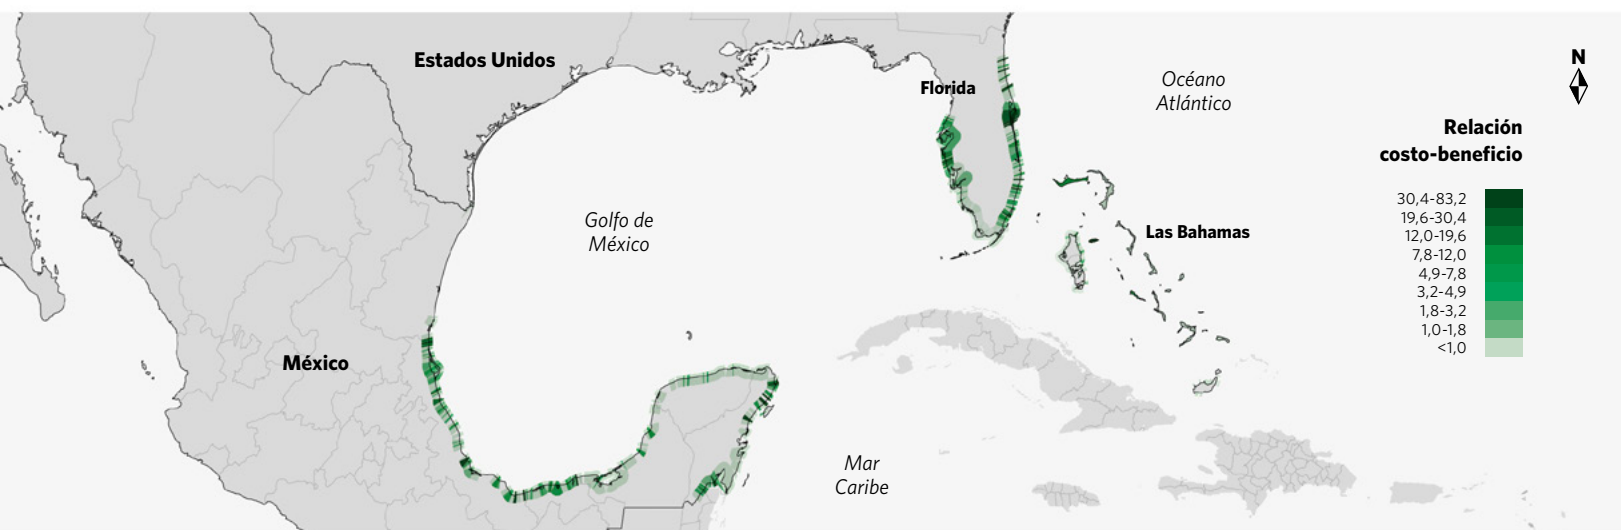 Estados Unidos
Florida
Océano
Atlántico
N
Relación
costo-beneficio
30,4-83,2
19,6-30,4
12,0-19,6
7,8-12,0
4,9-7,8
3,2-4,9
1,8-3,2
1,0-1,8
<1,0
Golfo de
México
Las Bahamas
México
Mar
Caribe